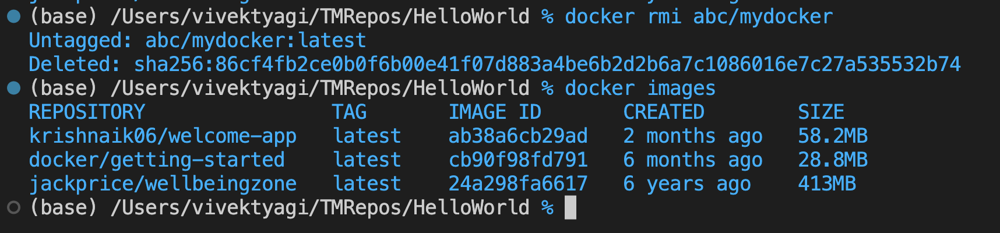 (base) /Users/vivektyagi/TMRepos/HelloWorld % docker rmi abc/mydocker
Untagged: abc/mydocker:latest
Deleted: sha256:86cf4fb2ce0b0f6b00e41f07d883a4be6b2d2b6a7c1086016e7c27a535532b74
(base) /Users/vivektyagi/TMRepos/HelloWorld % docker images
REPOSITORY TAG IMAGE ID CREATED SIZE
krishnaik06/welcome-app latest ab38a6cb29ad 2 months ago 58.2MB
docker/getting-started latest cb90f98fd791 6 months ago 28.8MB
jackprice/wellbeingzone latest 24a298fa6617 6 years ago 413MB
(base) /Users/vivektyagi/TMRepos/HelloWorld %